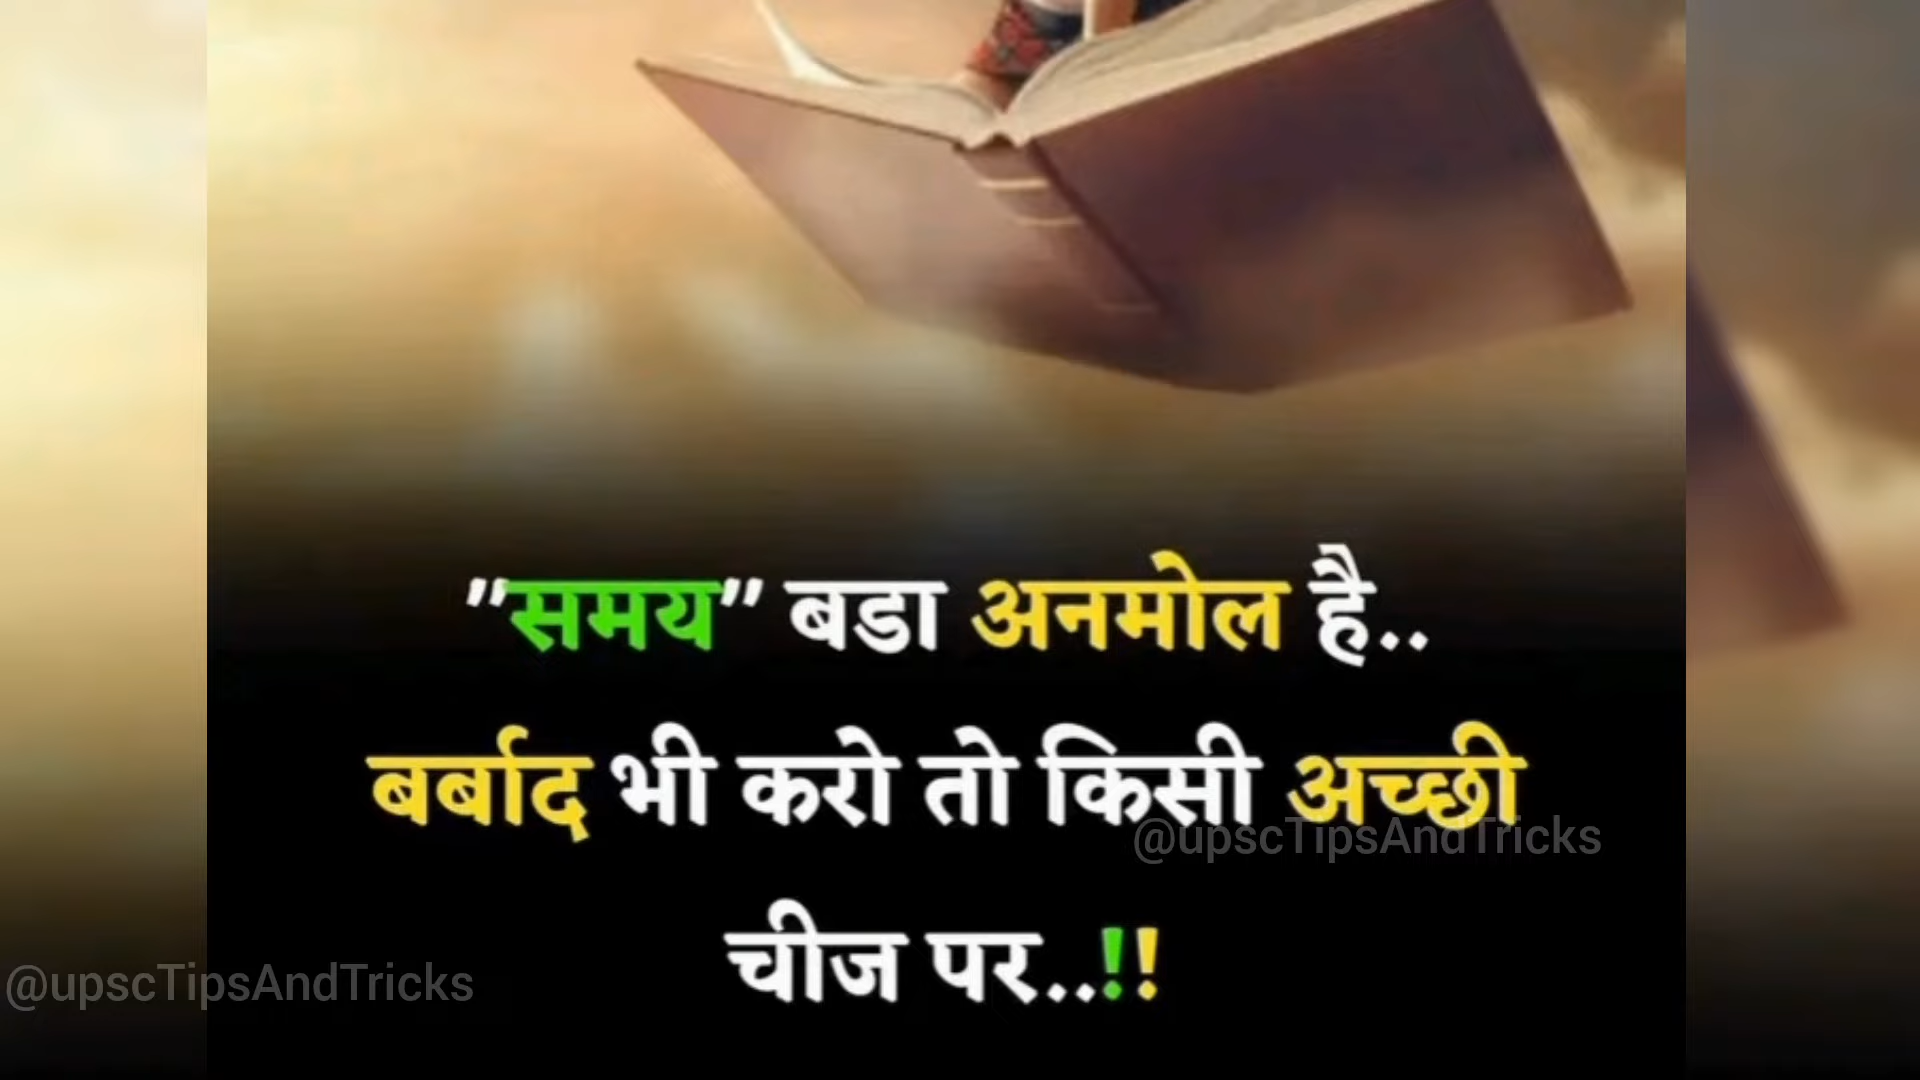 "समय" बडा अनमोल है..
बर्बाद भी करो तो किसी अच्छी
@upscTipsAndTricks
चीज पर..!!
@upscTipsAndTricks